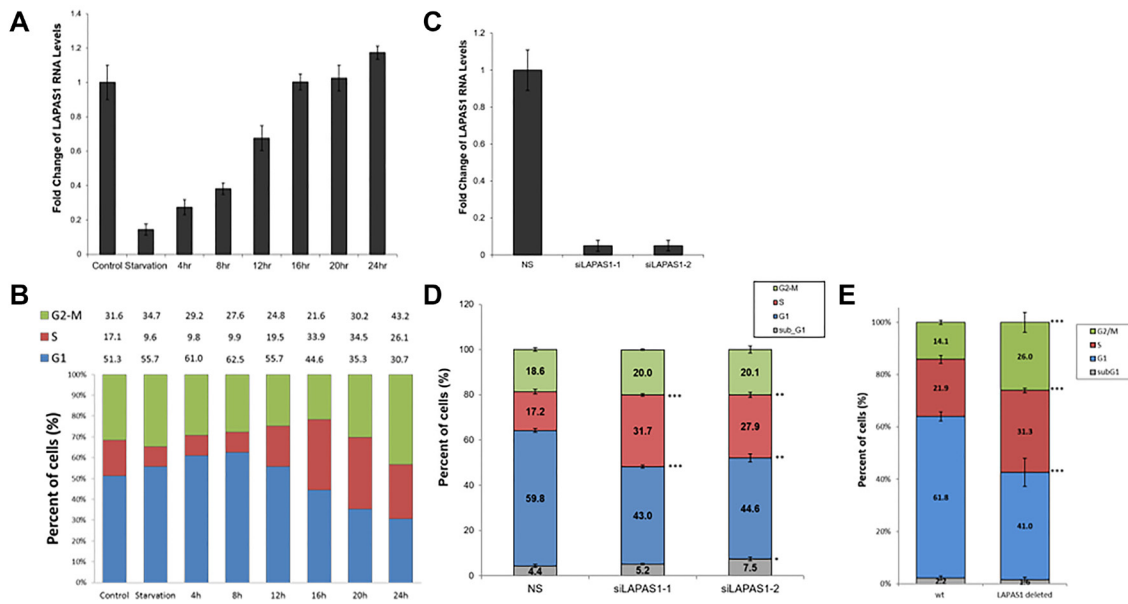 A
Fold Change of LAPAS1 RNA Levels
1.4
1.2
1
0.8
0.6
0.4
0.2
0
Control Starvation 4hr 8hr 12hr 16hr 20hr 24hr
C
Fold Change of LAPAS1 RNA Levels
1.2
1
0.8
0.6
0.4
0.2
0
NS siLAPAS1-1 siLAPAS1-2
B
G2-M 31.6 34.7 29.2 27.6 24.8 21.6 30.2 43.2
S 17.1 9.6 9.8 9.9 19.5 33.9 34.5 26.1
G1 51.3 55.7 61.0 62.5 55.7 44.6 35.3 30.7
Percent of cells (%)
100%
90%
80%
70%
60%
50%
40%
30%
20%
10%
0%
Control Starvation 4h 8h 12h 16h 20h 24h
D
G2-M
S
G1
sub_G1
Percent of cells (%)
120
100
80
60
40
20
0
18.6 20.0 20.1
17.2 31.7 27.9
59.8 43.0 44.6
4.4 5.2 7.5
***
***
**
**
*
NS siLAPAS1-1 siLAPAS1-2
E
G2/M
S
G1
subG1
Percent of cells (%)
100%
80%
60%
40%
20%
0%
14.1 26.0
21.9 31.3
61.8 41.0
2.2
***
***
***
wt LAPAS1 deleted